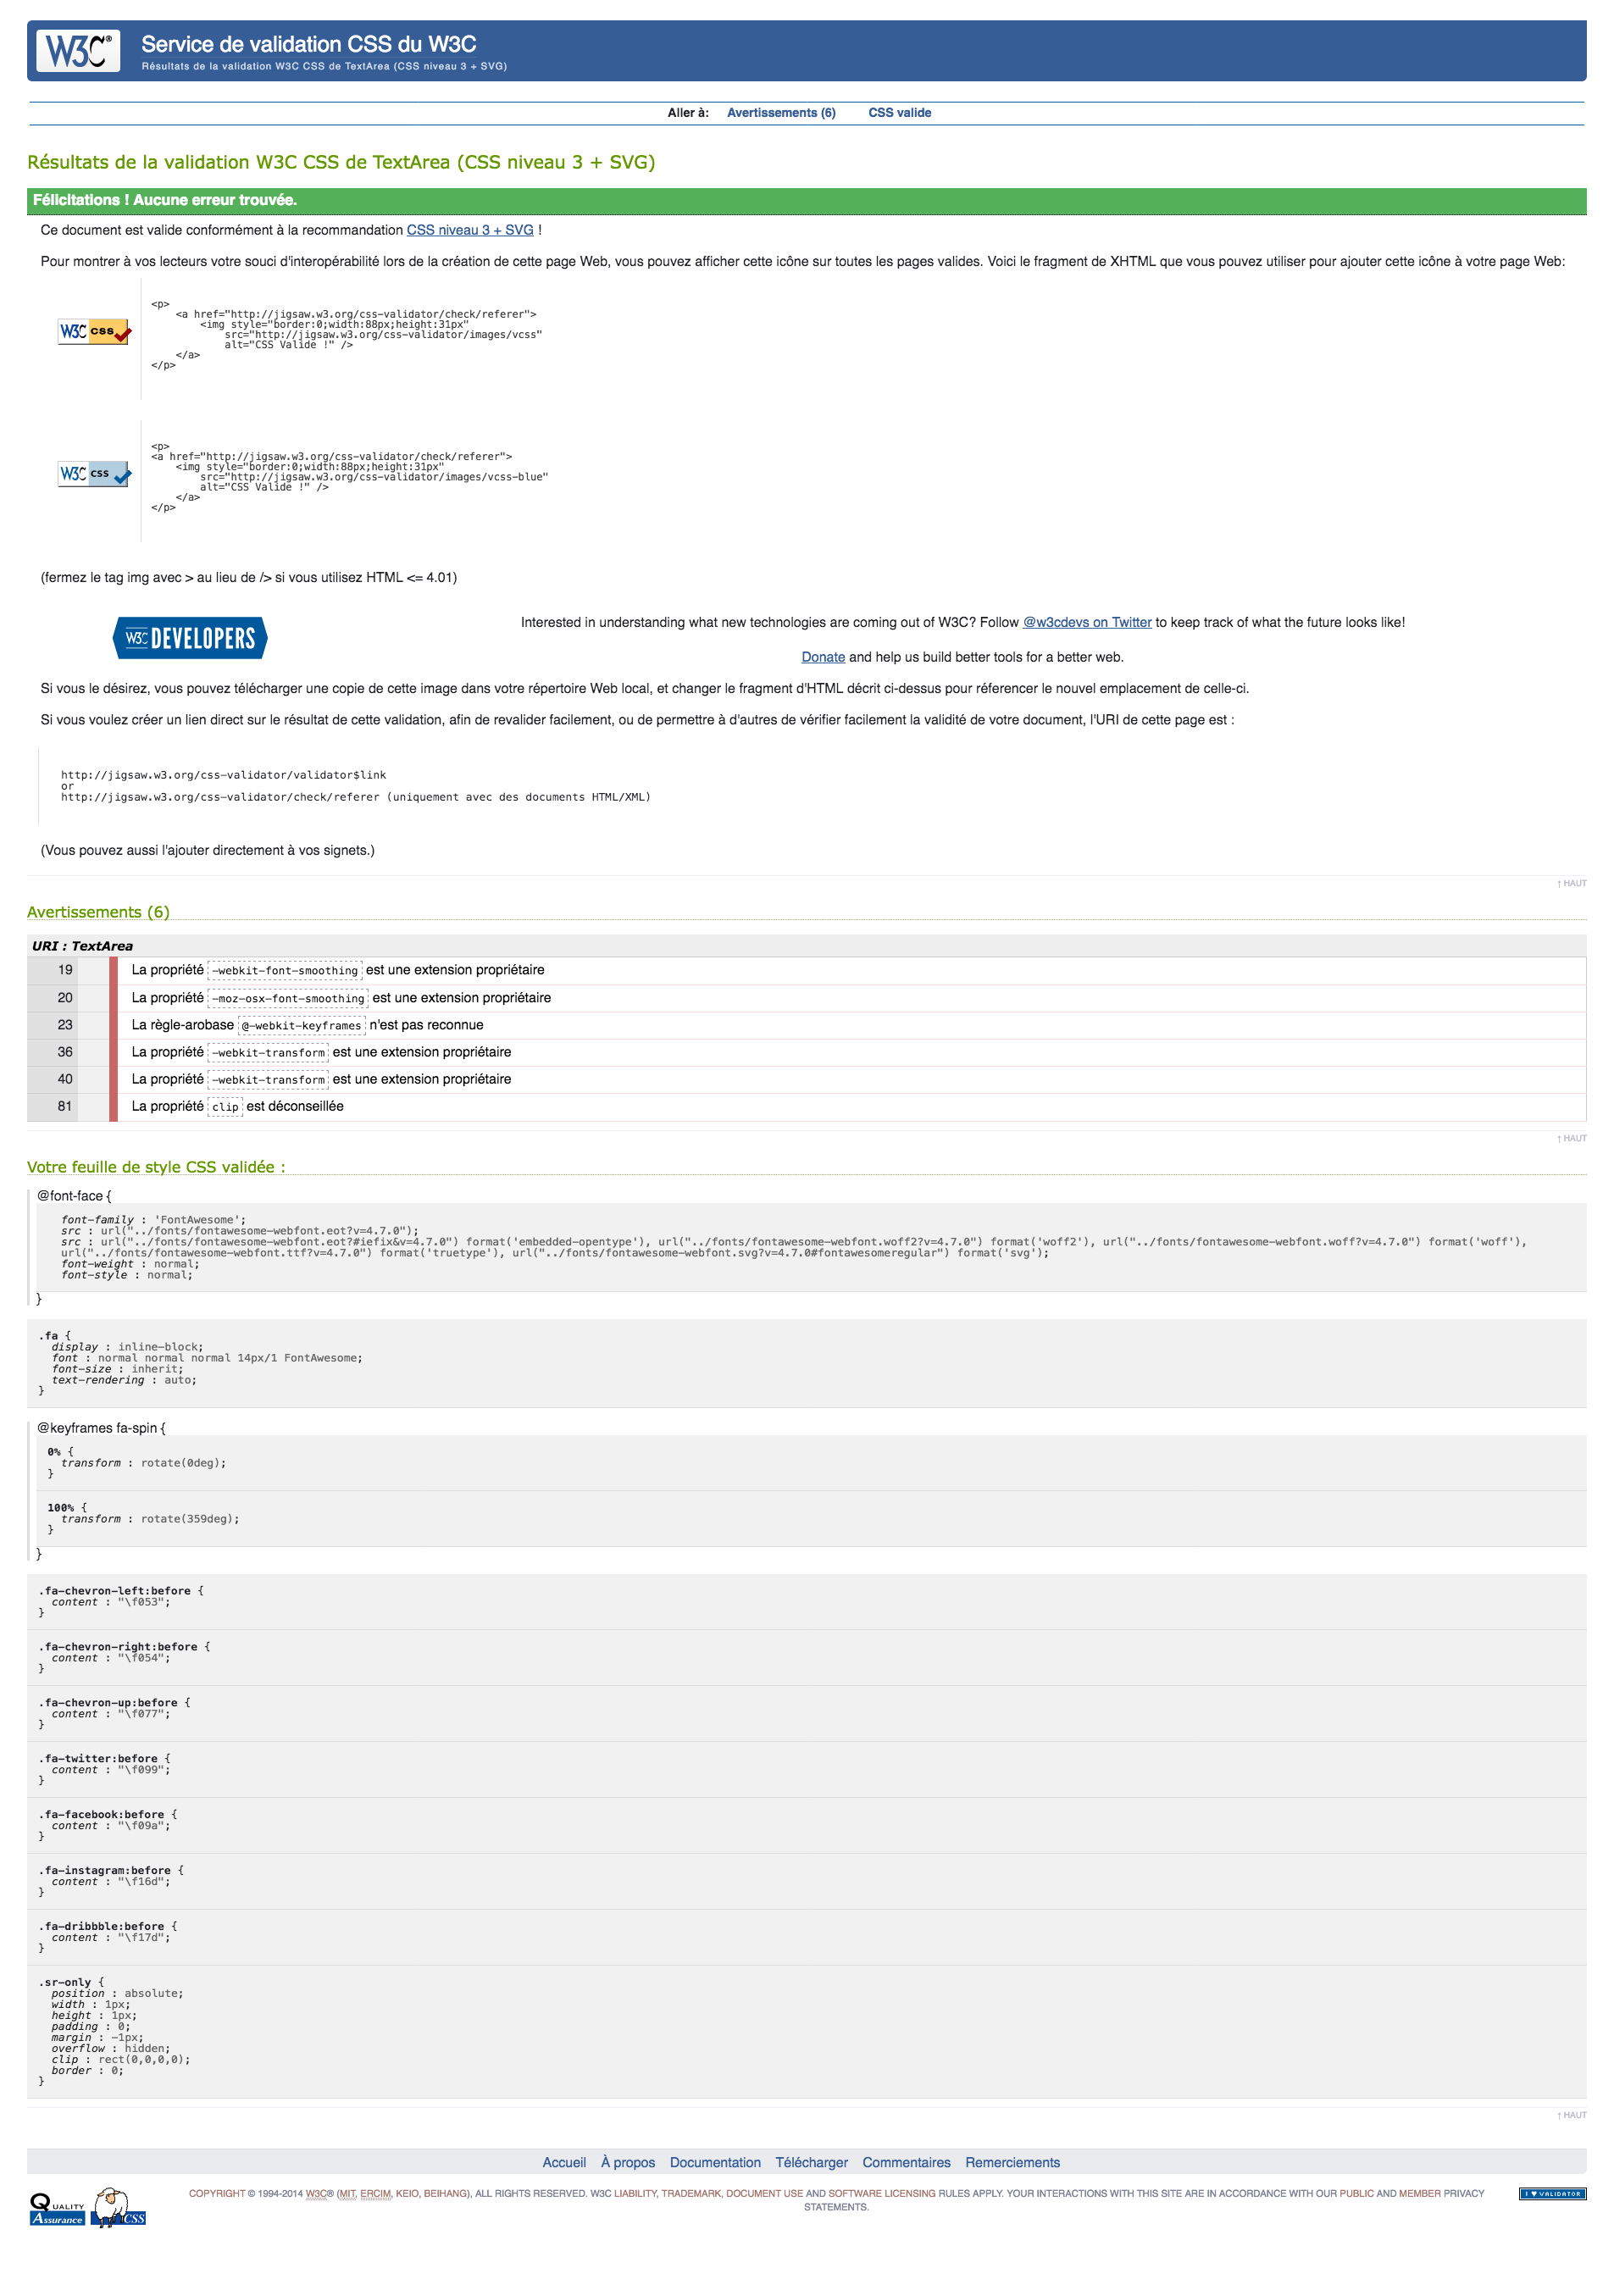 W3C®
Service de validation CSS du W3C
Résultats de la validation W3C CSS de TextArea (CSS niveau 3 + SVG)
Aller à: Avertissements (6) CSS valide
Résultats de la validation W3C CSS de TextArea (CSS niveau 3 + SVG)
Félicitations ! Aucune erreur trouvée.
Ce document est valide conformément à la recommandation CSS niveau 3 + SVG !
Pour montrer à vos lecteurs votre souci d'interopérabilité lors de la création de cette page Web, vous pouvez afficher cette icône sur toutes les pages valides. Voici le fragment de XHTML que vous pouvez utiliser pour ajouter cette icône à votre page Web:
W3C css
<p>
<a href="http://jigsaw.w3.org/css-validator/check/referer">
<img style="border:0;width:88px;height:31px"
src="http://jigsaw.w3.org/css-validator/images/vcss"
alt="CSS Valide !" />
</a>
</p>
W3C css
<p>
<a href="http://jigsaw.w3.org/css-validator/check/referer">
<img style="border:0;width:88px;height:31px"
src="http://jigsaw.w3.org/css-validator/images/vcss-blue"
alt="CSS Valide !" />
</a>
</p>
(fermez le tag img avec > au lieu de /> si vous utilisez HTML <= 4.01)
W3C DEVELOPERS
Interested in understanding what new technologies are coming out of W3C? Follow @w3cdevs on Twitter to keep track of what the future looks like!
Donate and help us build better tools for a better web.
Si vous le désirez, vous pouvez télécharger une copie de cette image dans votre répertoire Web local, et changer le fragment d'HTML décrit ci-dessus pour réferencer le nouvel emplacement de celle-ci.
Si vous voulez créer un lien direct sur le résultat de cette validation, afin de revalider facilement, ou de permettre à d'autres de vérifier facilement la validité de votre document, l'URI de cette page est :
http://jigsaw.w3.org/css-validator/validator$link
or
http://jigsaw.w3.org/css-validator/check/referer (uniquement avec des documents HTML/XML)
(Vous pouvez aussi l'ajouter directement à vos signets.)
↑ HAUT
Avertissements (6)
URI : TextArea
19 La propriété -webkit-font-smoothing est une extension propriétaire
20 La propriété -moz-osx-font-smoothing est une extension propriétaire
23 La règle-arobase @-webkit-keyframes n'est pas reconnue
36 La propriété -webkit-transform est une extension propriétaire
40 La propriété -webkit-transform est une extension propriétaire
81 La propriété clip est déconseillée
↑ HAUT
Votre feuille de style CSS validée :
@font-face {
font-family : 'FontAwesome';
src : url("../fonts/fontawesome-webfont.eot?v=4.7.0");
src : url("../fonts/fontawesome-webfont.eot?#iefix&v=4.7.0") format('embedded-opentype'), url("../fonts/fontawesome-webfont.woff2?v=4.7.0") format('woff2'), url("../fonts/fontawesome-webfont.woff?v=4.7.0") format('woff'),
url("../fonts/fontawesome-webfont.ttf?v=4.7.0") format('truetype'), url("../fonts/fontawesome-webfont.svg?v=4.7.0#fontawesomeregular") format('svg');
font-weight : normal;
font-style : normal;
}
.fa {
display : inline-block;
font : normal normal normal 14px/1 FontAwesome;
font-size : inherit;
text-rendering : auto;
}
@keyframes fa-spin {
0% {
transform : rotate(0deg);
}
100% {
transform : rotate(359deg);
}
}
.fa-chevron-left:before {
content : "\f053";
}
.fa-chevron-right:before {
content : "\f054";
}
.fa-chevron-up:before {
content : "\f077";
}
.fa-twitter:before {
content : "\f099";
}
.fa-facebook:before {
content : "\f09a";
}
.fa-instagram:before {
content : "\f16d";
}
.fa-dribbble:before {
content : "\f17d";
}
.sr-only {
position : absolute;
width : 1px;
height : 1px;
padding : 0;
margin : -1px;
overflow : hidden;
clip : rect(0,0,0,0);
border : 0;
}
↑ HAUT
Accueil À propos Documentation Télécharger Commentaires Remerciements
QUALITY
Assurance
CSS
COPYRIGHT © 1994-2014 W3C® (MIT, ERCIM, KEIO, BEIHANG), ALL RIGHTS RESERVED. W3C LIABILITY, TRADEMARK, DOCUMENT USE AND SOFTWARE LICENSING RULES APPLY. YOUR INTERACTIONS WITH THIS SITE ARE IN ACCORDANCE WITH OUR PUBLIC AND MEMBER PRIVACY
STATEMENTS.
I ♥ VALIDATOR